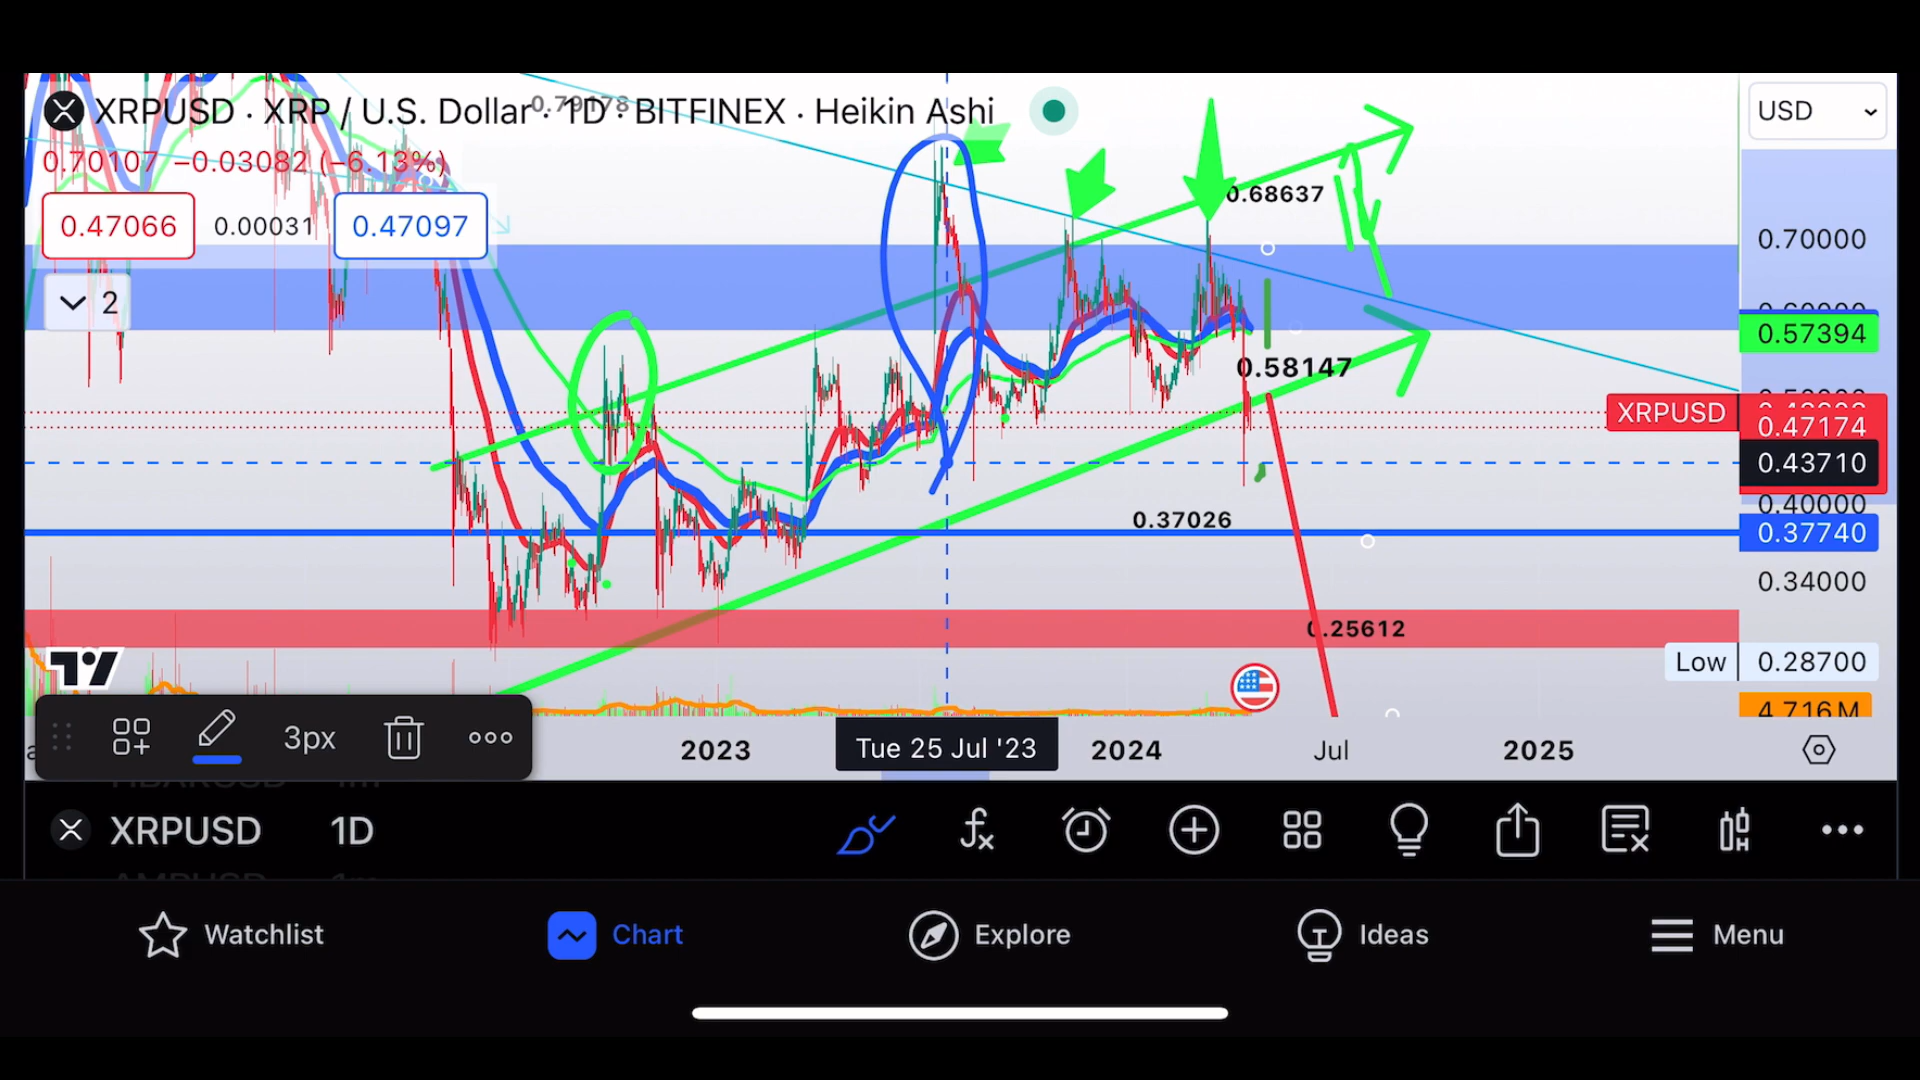 XRPUSD · XRP / U.S. Dollar · 1D · BITFINEX · Heikin Ashi
0.79178
USD
0.70107 −0.03082 (−6.13%)
0.47066 0.00031 0.47097
0.68637
0.70000
2
0.57394
0.58147
XRPUSD 0.47174
0.43710
0.40000
0.37026
0.37740
0.34000
0.25612
Low 0.28700
4.716M
3px
2023 Tue 25 Jul '23 2024 Jul 2025
XRPUSD 1D
Watchlist Chart Explore Ideas Menu